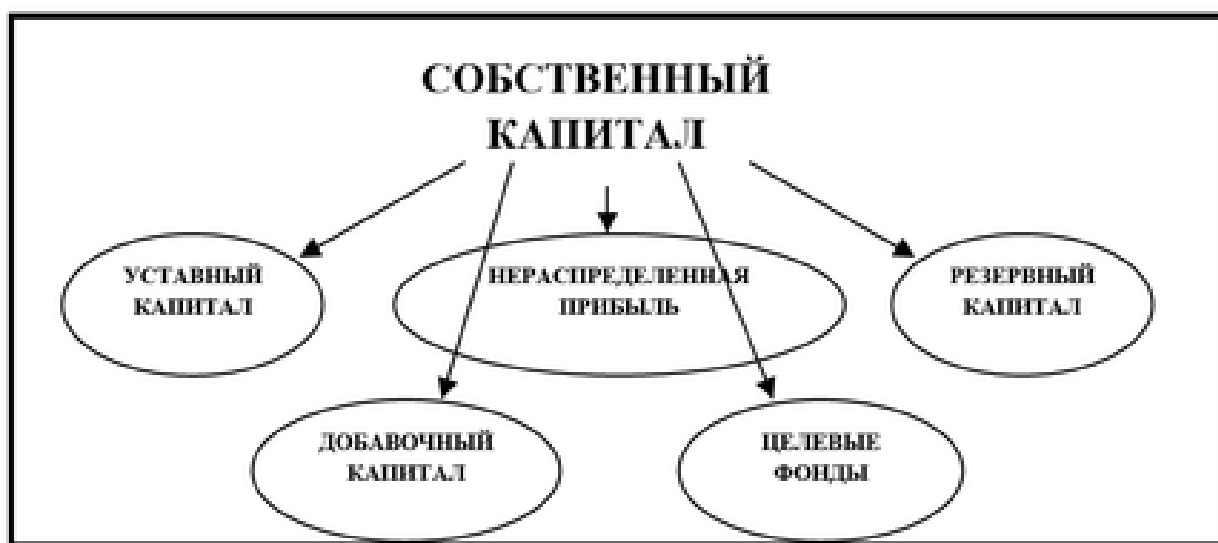 СОБСТВЕННЫЙ
КАПИТАЛ
УСТАВНЫЙ
КАПИТАЛ
НЕРАСПРЕДЕЛЕННАЯ
ПРИБЫЛЬ
РЕЗЕРВНЫЙ
КАПИТАЛ
ДОБАВОЧНЫЙ
КАПИТАЛ
ЦЕЛЕВЫЕ
ФОНДЫ